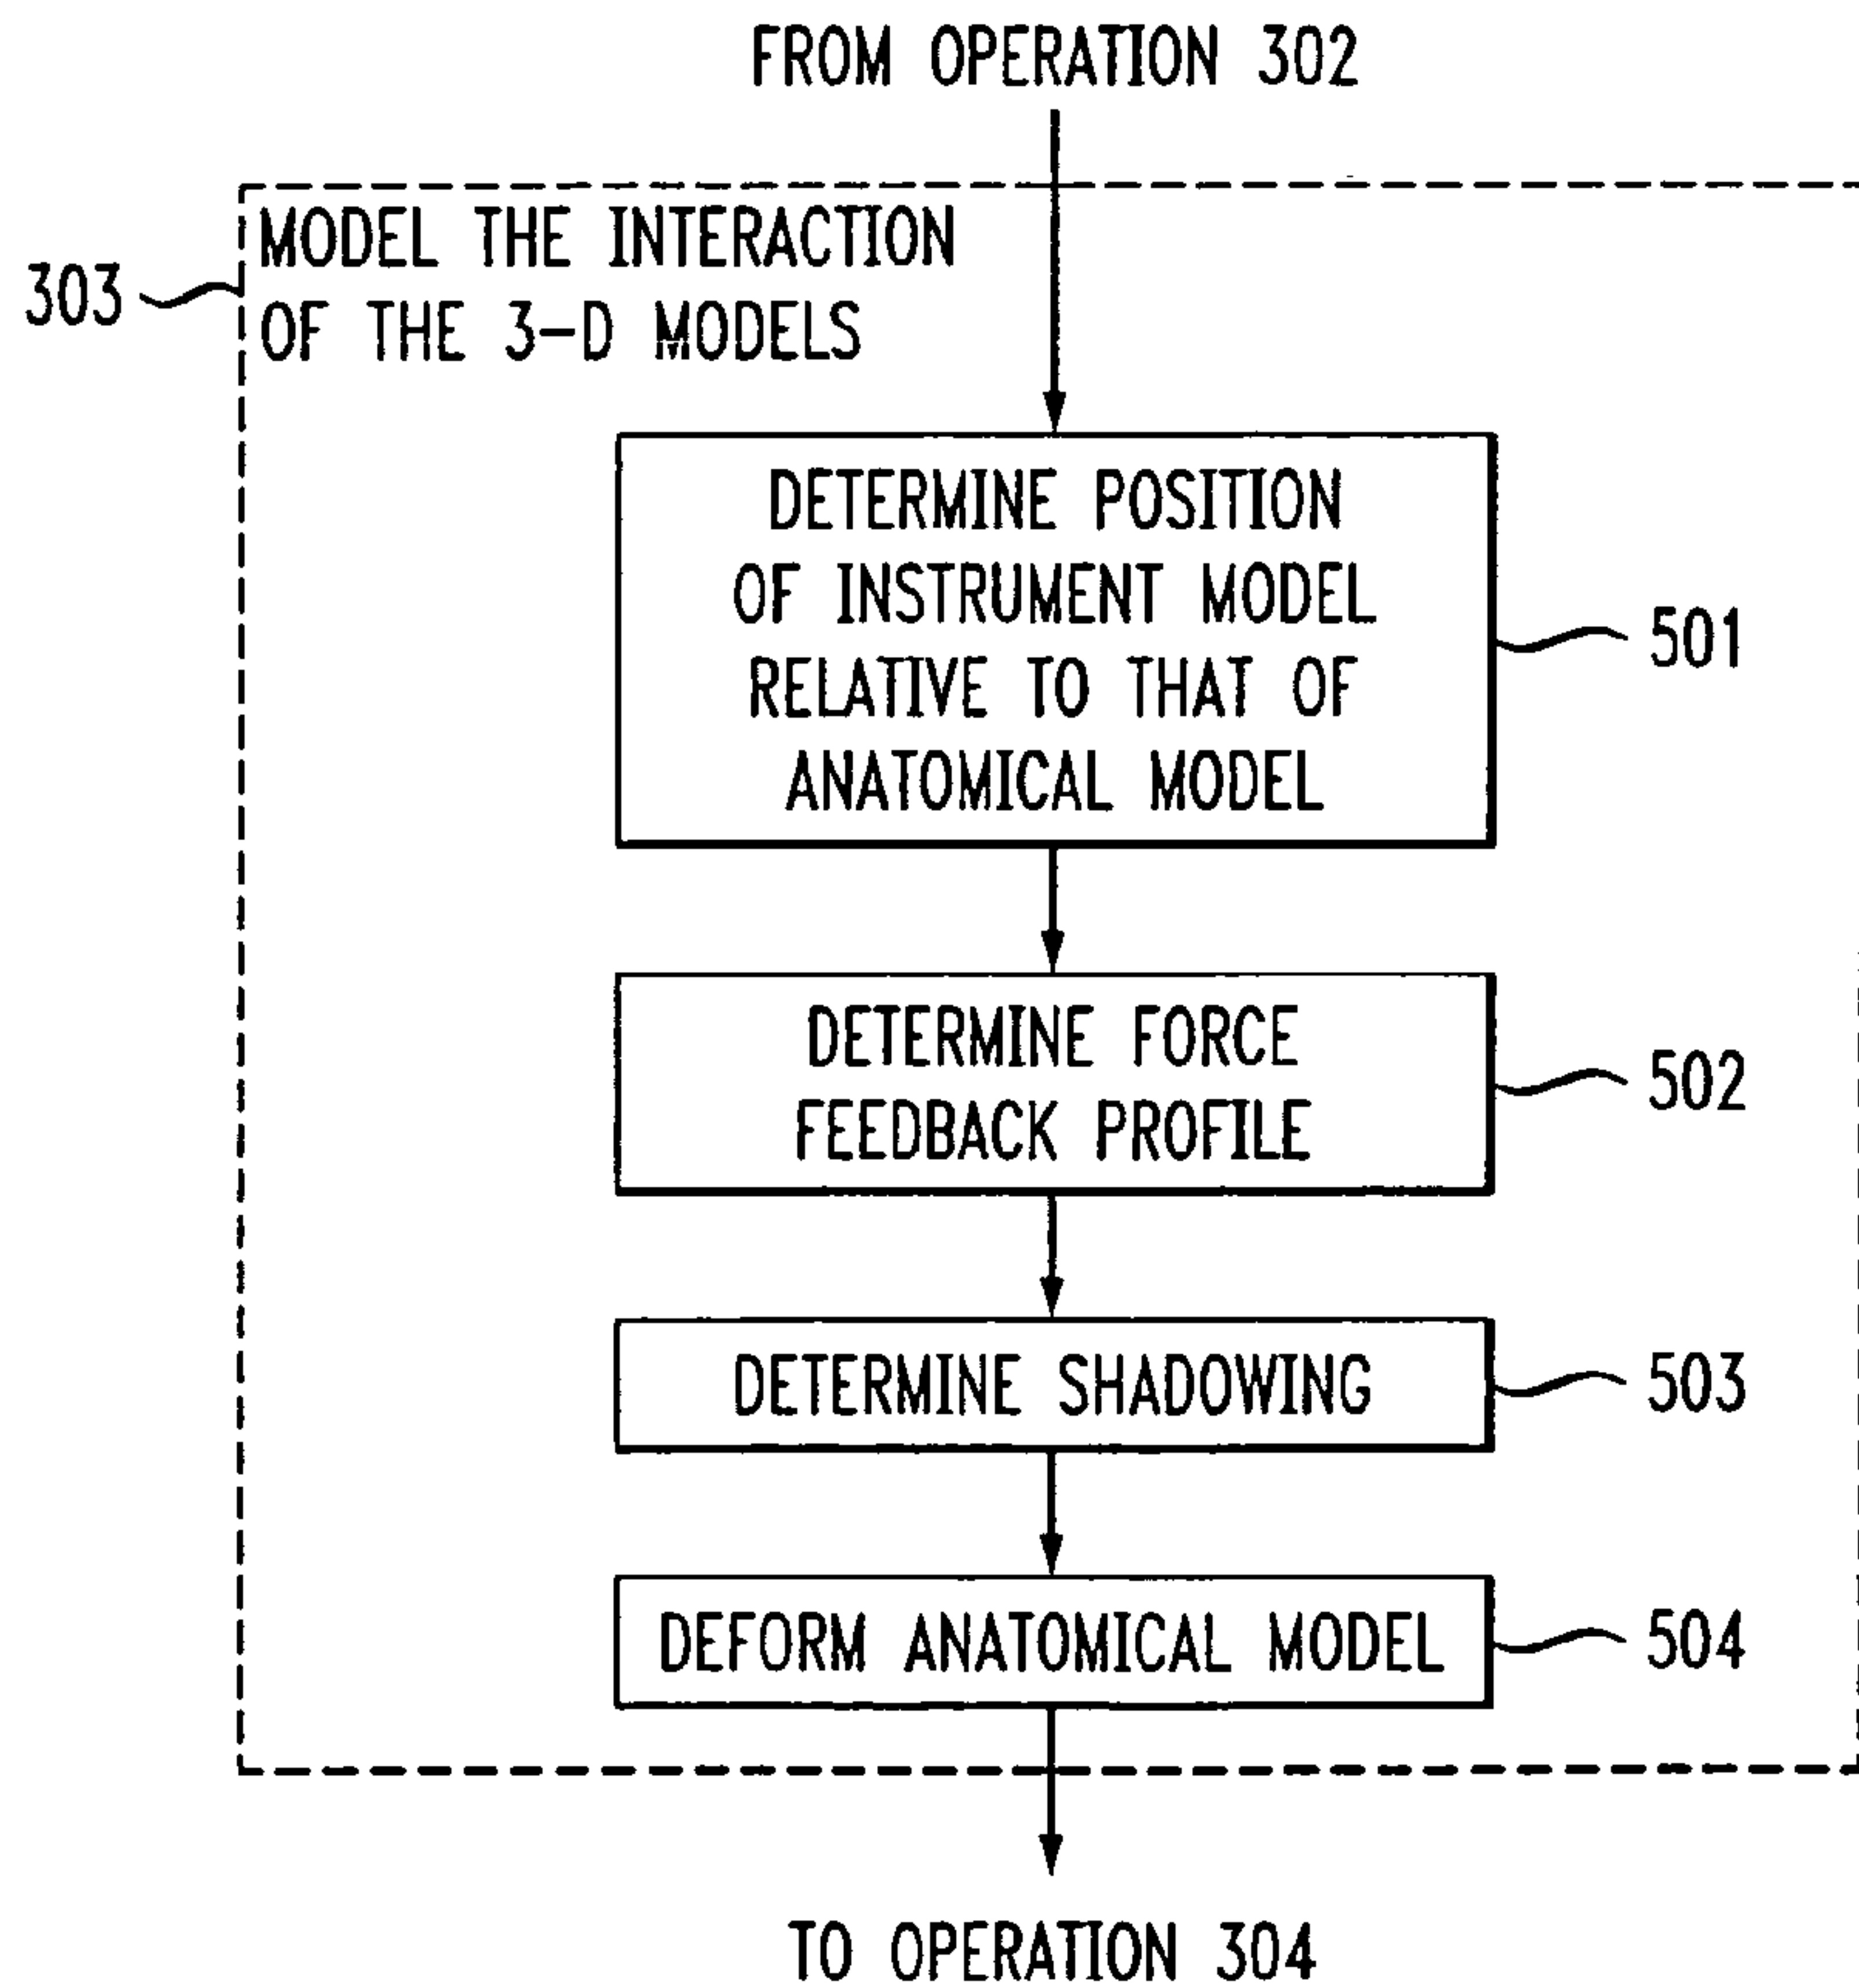 FROM OPERATION 302
MODEL THE INTERACTION
OF THE 3-D MODELS
303
DETERMINE POSITION
OF INSTRUMENT MODEL
RELATIVE TO THAT OF
ANATOMICAL MODEL
501
DETERMINE FORCE
FEEDBACK PROFILE
502
DETERMINE SHADOWING
503
DEFORM ANATOMICAL MODEL
504
TO OPERATION 304